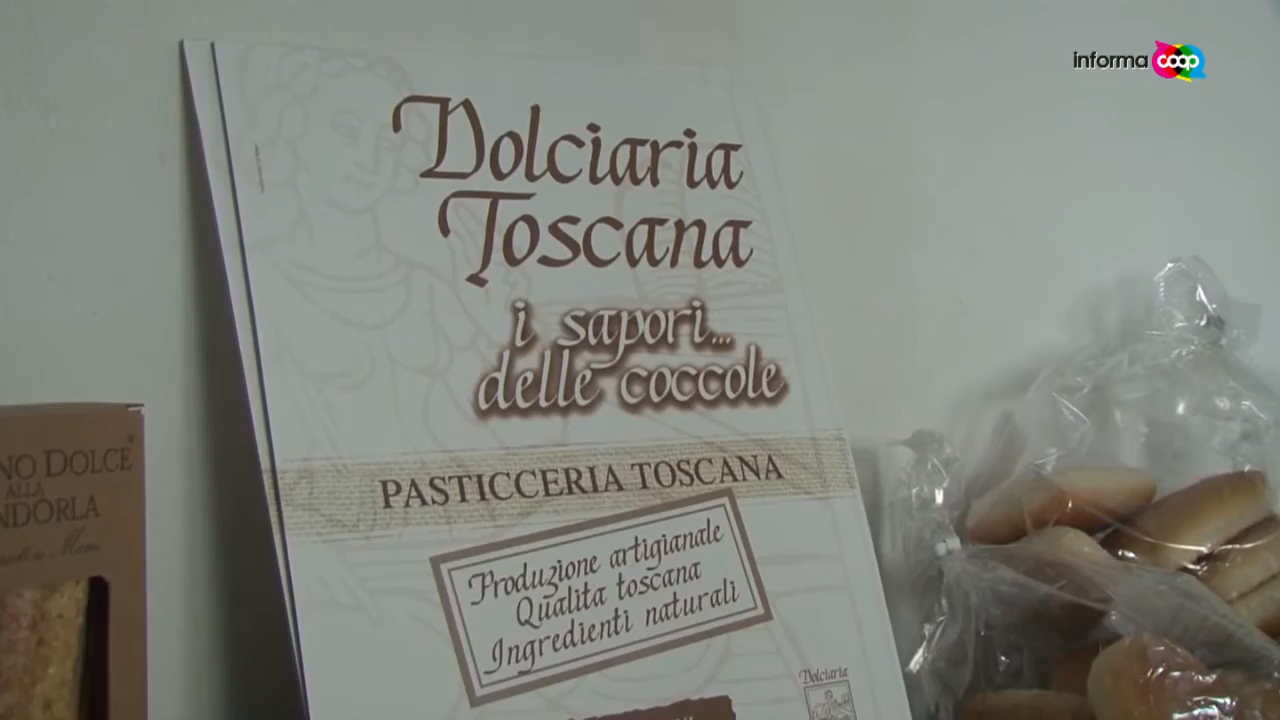 informa coop
Dolciaria
Toscana
i sapori...
delle coccole
PASTICCERIA TOSCANA
Produzione artigianale
Qualita toscana
Ingredienti naturali
Dolciaria
NO DOLCE
ALLA
NDORLA